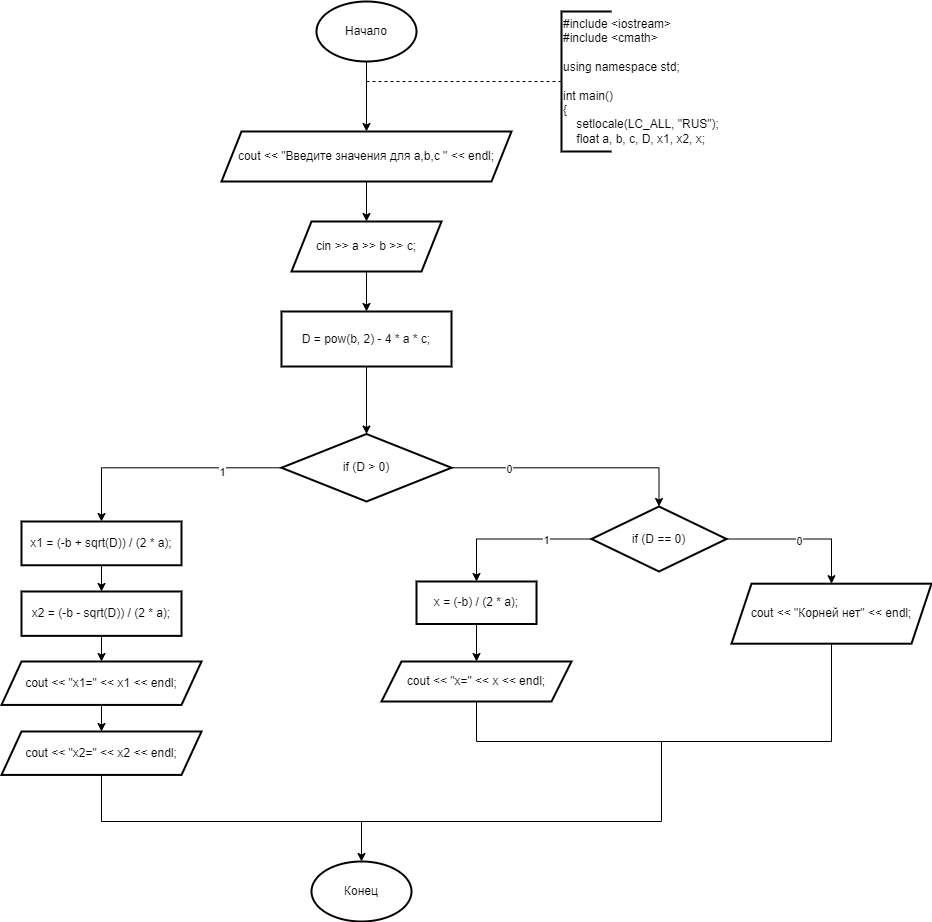 Начало
#include <iostream>
#include <cmath>
using namespace std;
int main()
{
setlocale(LC_ALL, "RUS");
float a, b, c, D, x1, x2, x;
cout << "Введите значения для a,b,c " << endl;
cin >> a >> b >> c;
D = pow(b, 2) - 4 * a * c;
if (D > 0)
1
0
x1 = (-b + sqrt(D)) / (2 * a);
x2 = (-b - sqrt(D)) / (2 * a);
cout << "x1=" << x1 << endl;
cout << "x2=" << x2 << endl;
if (D == 0)
1
0
x = (-b) / (2 * a);
cout << "x=" << x << endl;
cout << "Корней нет" << endl;
Конец